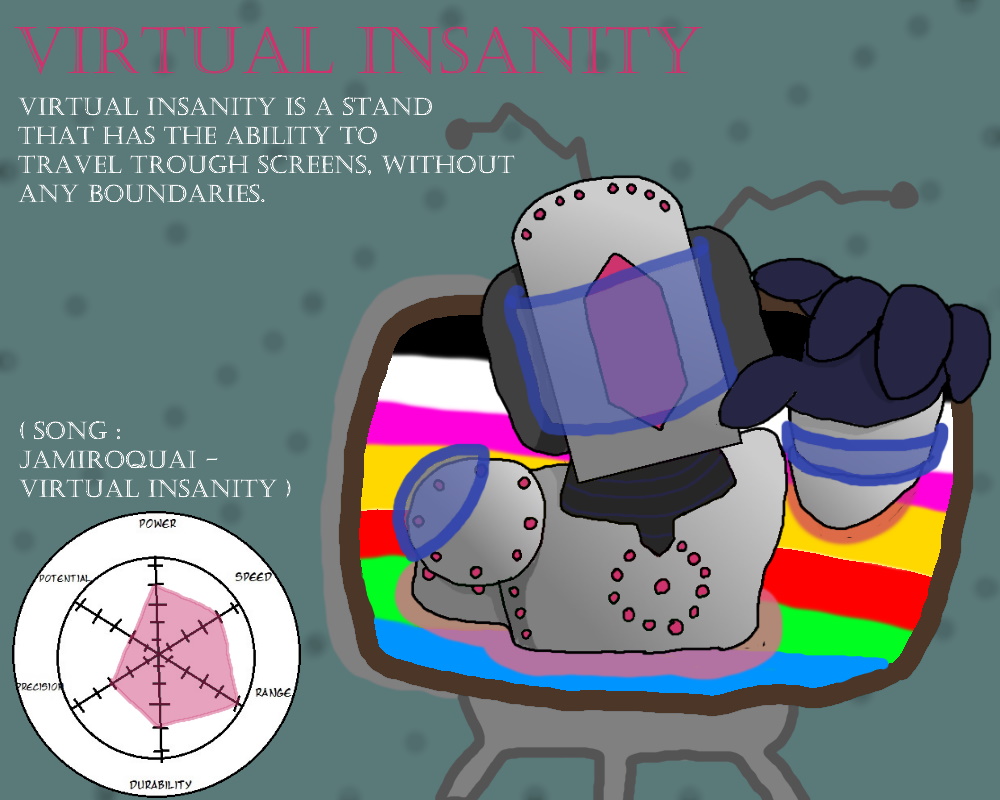 VIRTUAL INSANITY
VIRTUAL INSANITY IS A STAND
THAT HAS THE ABILITY TO
TRAVEL TROUGH SCREENS, WITHOUT
ANY BOUNDARIES.
( SONG :
JAMIROQUAI -
VIRTUAL INSANITY )
POWER
POTENTIAL
SPEED
PRECISION
RANGE
DURABILITY